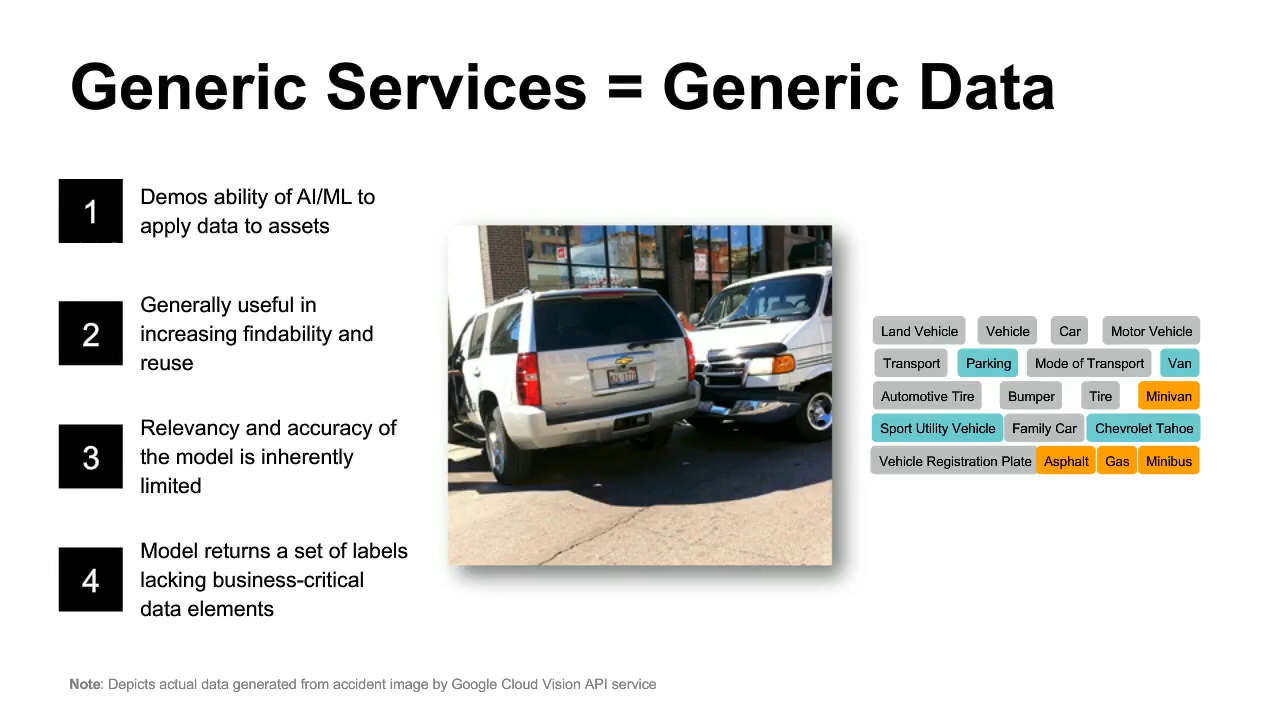 Generic Services = Generic Data
1
Demos ability of AI/ML to
apply data to assets
2
Generally useful in
increasing findability and
reuse
3
Relevancy and accuracy of
the model is inherently
limited
4
Model returns a set of labels
lacking business-critical
data elements
Land Vehicle Vehicle Car Motor Vehicle
Transport Parking Mode of Transport Van
Automotive Tire Bumper Tire Minivan
Sport Utility Vehicle Family Car Chevrolet Tahoe
Vehicle Registration Plate Asphalt Gas Minibus
Note: Depicts actual data generated from accident image by Google Cloud Vision API service